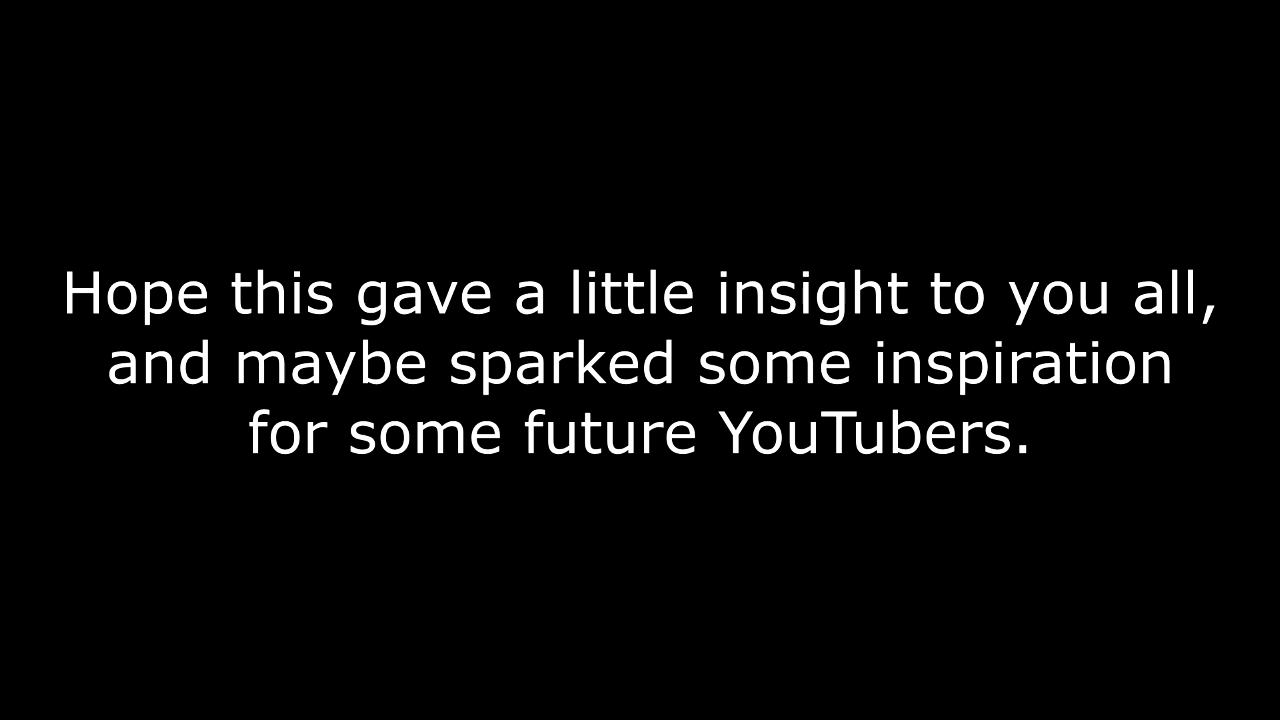 Hope this gave a little insight to you all,
and maybe sparked some inspiration
for some future YouTubers.